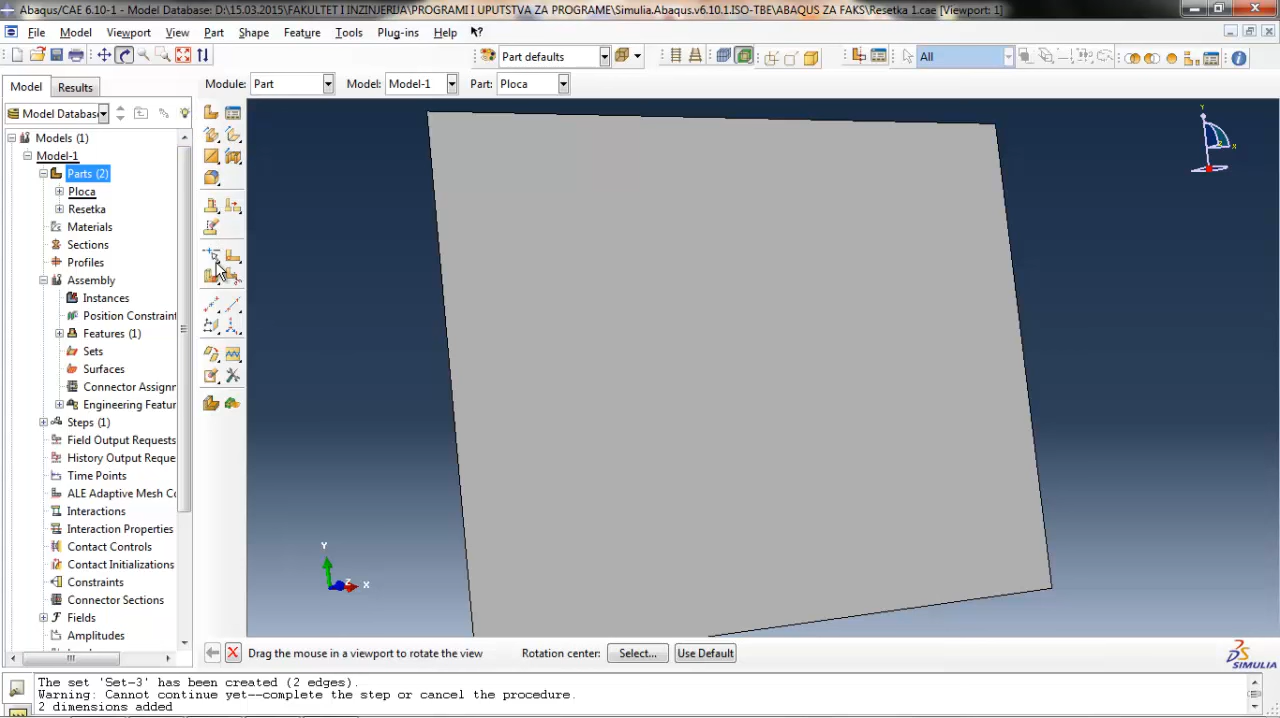 Abaqus/CAE 6.10-1 - Model Database: D:\15.03.2015\FAKULTET I INZINJERIJA\PROGRAMI I UPUTSTVA ZA PROGRAME\Simulia.Abaqus.v6.10.1.ISO-TBE\ABAQUS ZA FAKS\Resetka 1.cae [Viewport: 1]
File Model Viewport View Part Shape Feature Tools Plug-ins Help
Part defaults
All
Model Results
Module: Part Model: Model-1 Part: Ploca
Model Databas
Models (1)
Model-1
Parts (2)
Ploca
Resetka
Materials
Sections
Profiles
Assembly
Instances
Position Constraint
Features (1)
Sets
Surfaces
Connector Assignm
Engineering Featur
Steps (1)
Field Output Requests
History Output Reque
Time Points
ALE Adaptive Mesh Co
Interactions
Interaction Properties
Contact Controls
Contact Initializations
Constraints
Connector Sections
Fields
Amplitudes
Y
X
Y
Z
X
Drag the mouse in a viewport to rotate the view Rotation center: Select... Use Default
SIMULIA
The set 'Set-3' has been created (2 edges).
Warning: Cannot continue yet--complete the step or cancel the procedure.
2 dimensions added